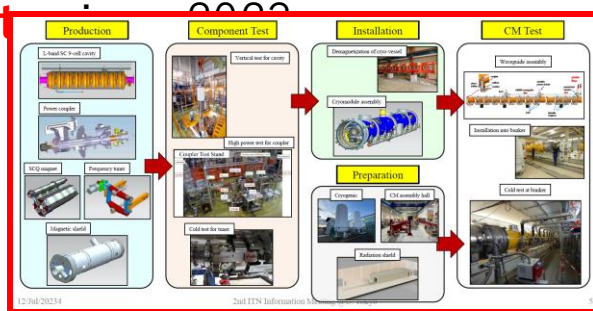 2022
Production
L-band SC 9-cell cavity
Power coupler
SCQ magnet
Frequency tuner
Magnetic shield
Component Test
Vertical test for cavity
High power test for coupler
Coupler Test Stand
Cold test for tuner
Installation
Demagnetization of cryo-vessel
Cryomodule assembly
Preparation
Cryogenic
CM assembly hall
Radiation shield
CM Test
Waveguide assembly
Installation into bunker
Cold test at bunker
12/Jul/20234
2nd ITN Information Meeting
5